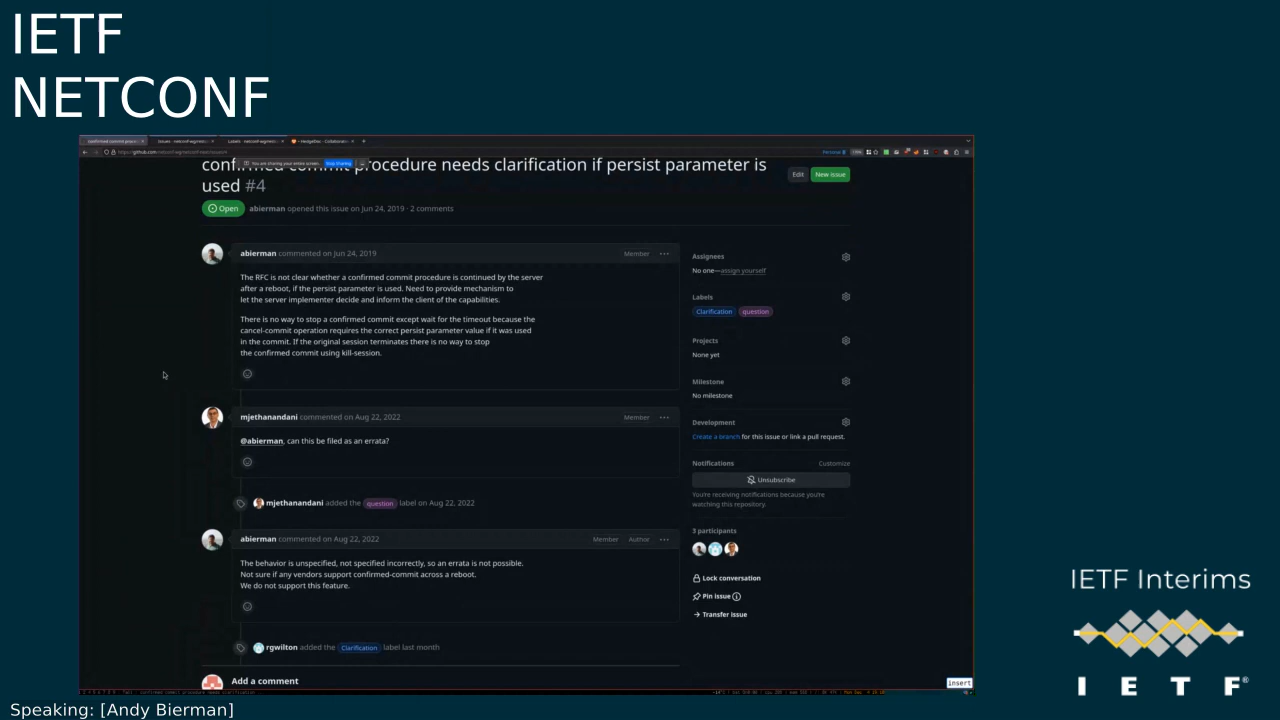 IETF
NETCONF
You are sharing your entire screen.
Stop Sharing
confirmed commit procedure needs clarification if persist parameter is
used #4
Edit
New issue
Open
abierman opened this issue on Jun 24, 2019 · 2 comments
abierman commented on Jun 24, 2019
Member
The RFC is not clear whether a confirmed commit procedure is continued by the server
after a reboot, if the persist parameter is used. Need to provide mechanism to
let the server implementer decide and inform the client of the capabilities.
There is no way to stop a confirmed commit except wait for the timeout because the
cancel-commit operation requires the correct persist parameter value if it was used
in the commit. If the original session terminates there is no way to stop
the confirmed commit using kill-session.
mjethanandani commented on Aug 22, 2022
Member
@abierman, can this be filed as an errata?
mjethanandani added the question label on Aug 22, 2022
abierman commented on Aug 22, 2022
Member
Author
The behavior is unspecified, not specified incorrectly, so an errata is not possible.
Not sure if any vendors support confirmed-commit across a reboot.
We do not support this feature.
rgwilton added the Clarification label last month
Add a comment
Assignees
No one—assign yourself
Labels
Clarification
question
Projects
None yet
Milestone
No milestone
Development
Create a branch for this issue or link a pull request.
Notifications
Customize
Unsubscribe
You're receiving notifications because you're
watching this repository.
3 participants
Lock conversation
Pin issue
Transfer issue
insert
IETF Interims
I E T F®
Speaking: [Andy Bierman]